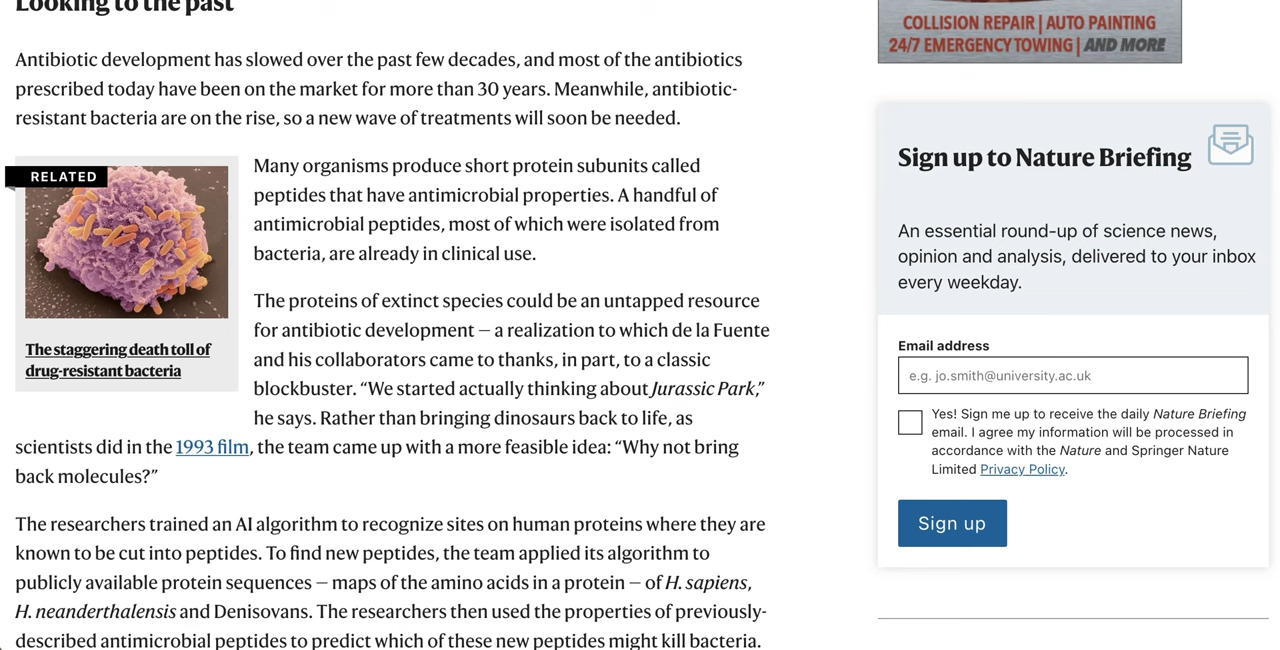 Looking to the past
Antibiotic development has slowed over the past few decades, and most of the antibiotics
prescribed today have been on the market for more than 30 years. Meanwhile, antibiotic-
resistant bacteria are on the rise, so a new wave of treatments will soon be needed.
RELATED
The staggering death toll of
drug-resistant bacteria
Many organisms produce short protein subunits called
peptides that have antimicrobial properties. A handful of
antimicrobial peptides, most of which were isolated from
bacteria, are already in clinical use.
The proteins of extinct species could be an untapped resource
for antibiotic development — a realization to which de la Fuente
and his collaborators came to thanks, in part, to a classic
blockbuster. “We started actually thinking about Jurassic Park,”
he says. Rather than bringing dinosaurs back to life, as
scientists did in the 1993 film, the team came up with a more feasible idea: “Why not bring
back molecules?”
The researchers trained an AI algorithm to recognize sites on human proteins where they are
known to be cut into peptides. To find new peptides, the team applied its algorithm to
publicly available protein sequences — maps of the amino acids in a protein — of H. sapiens,
H. neanderthalensis and Denisovans. The researchers then used the properties of previously-
described antimicrobial peptides to predict which of these new peptides might kill bacteria.
COLLISION REPAIR | AUTO PAINTING
24/7 EMERGENCY TOWING | AND MORE
Sign up to Nature Briefing
An essential round-up of science news,
opinion and analysis, delivered to your inbox
every weekday.
Email address
e.g. jo.smith@university.ac.uk
Yes! Sign me up to receive the daily Nature Briefing
email. I agree my information will be processed in
accordance with the Nature and Springer Nature
Limited Privacy Policy.
Sign up